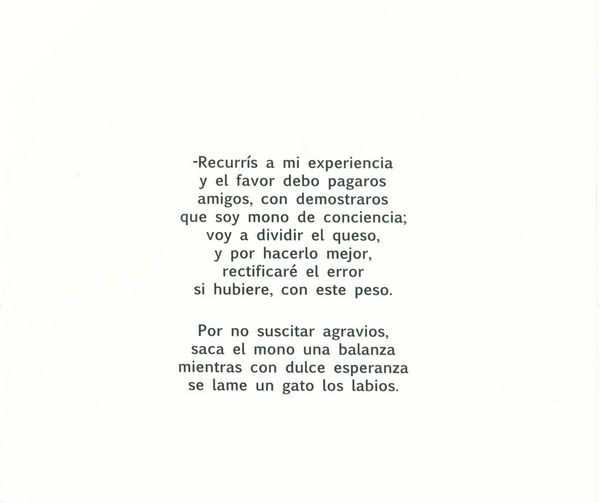 -Recurrís a mi experiencia
y el favor debo pagaros
amigos, con demostraros
que soy mono de conciencia;
voy a dividir el queso,
y por hacerlo mejor,
rectificaré el error
si hubiere, con este peso.
Por no suscitar agravios,
saca el mono una balanza
mientras con dulce esperanza
se lame un gato los labios.